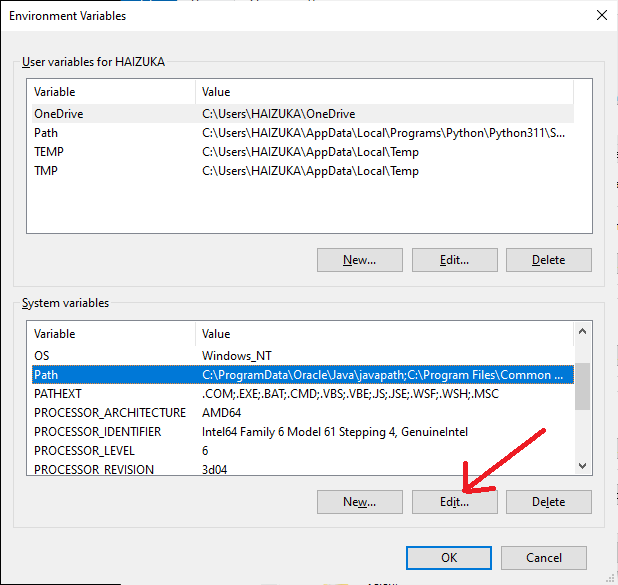 Environment Variables
User variables for HAIZUKA
Variable Value
OneDrive C:\Users\HAIZUKA\OneDrive
Path C:\Users\HAIZUKA\AppData\Local\Programs\Python\Python311\S...
TEMP C:\Users\HAIZUKA\AppData\Local\Temp
TMP C:\Users\HAIZUKA\AppData\Local\Temp
New... Edit... Delete
System variables
Variable Value
OS Windows_NT
Path C:\ProgramData\Oracle\Java\javapath;C:\Program Files\Common ...
PATHEXT .COM;.EXE;.BAT;.CMD;.VBS;.VBE;.JS;.JSE;.WSF;.WSH;.MSC
PROCESSOR_ARCHITECTURE AMD64
PROCESSOR_IDENTIFIER Intel64 Family 6 Model 61 Stepping 4, GenuineIntel
PROCESSOR_LEVEL 6
PROCESSOR_REVISION 3d04
New... Edit... Delete
OK Cancel